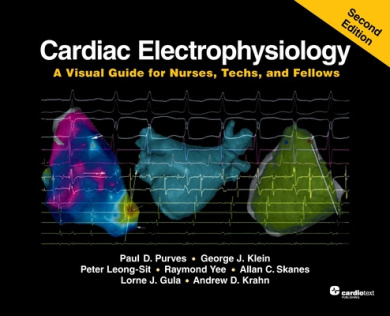 Second
Edition
Cardiac Electrophysiology
A Visual Guide for Nurses, Techs, and Fellows
Paul D. Purves • George J. Klein
Peter Leong-Sit • Raymond Yee • Allan C. Skanes
Lorne J. Gula • Andrew D. Krahn
cardiotext
PUBLISHING